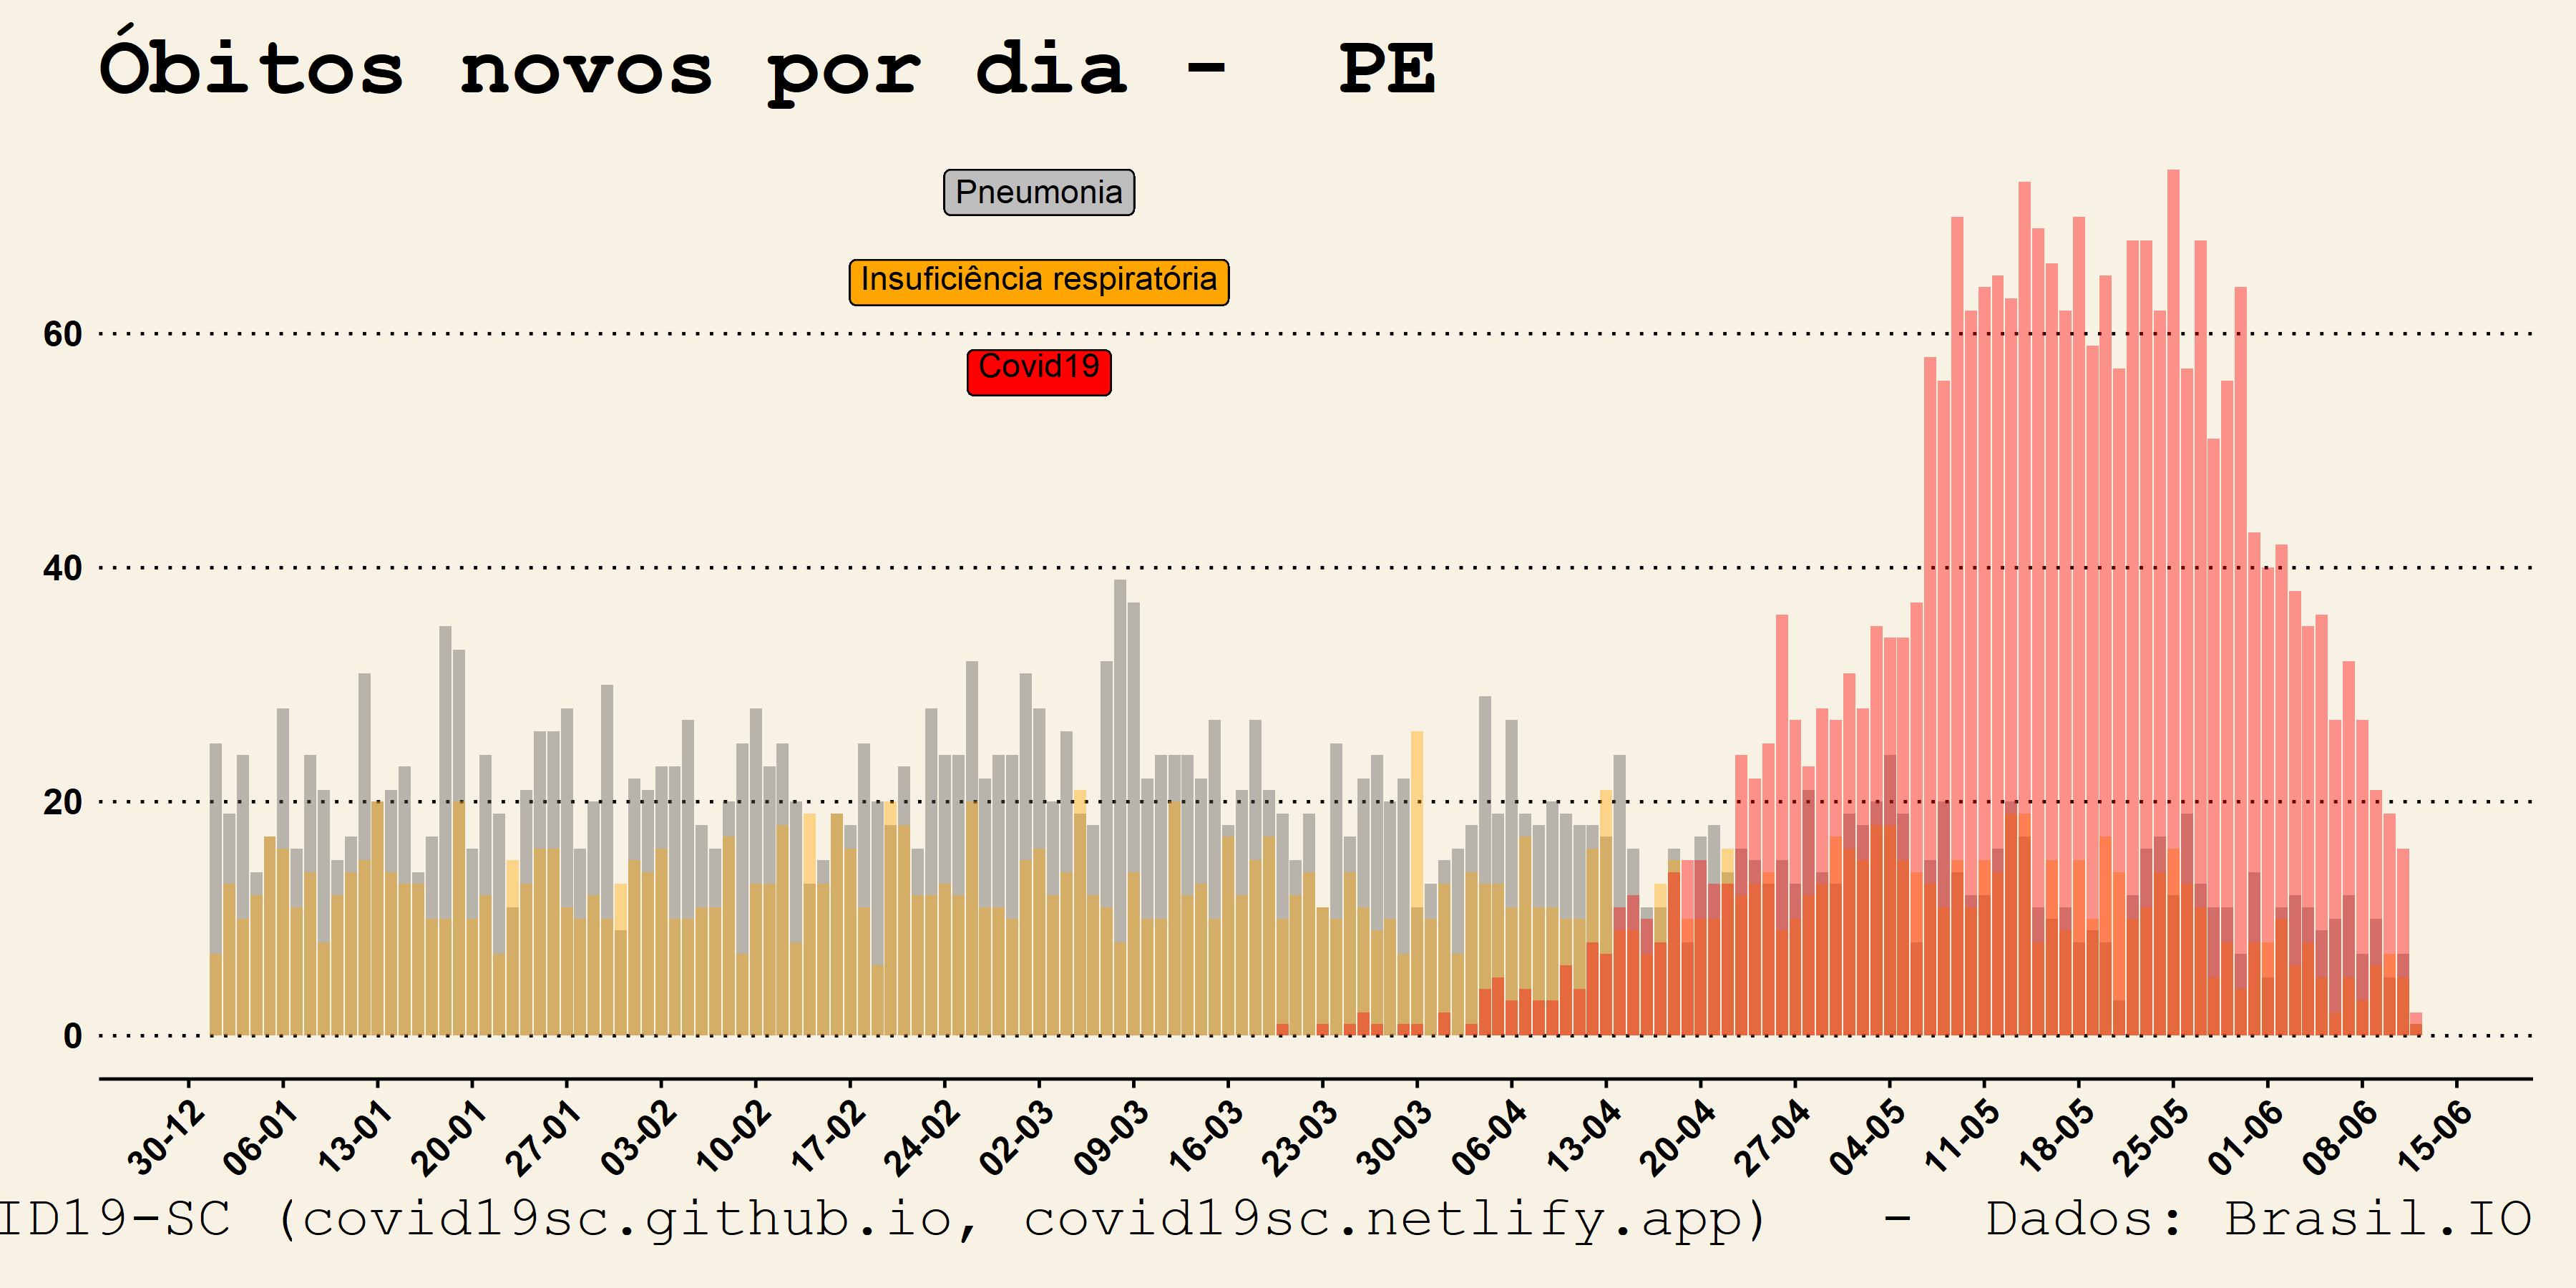 Óbitos novos por dia - PE
Pneumonia
Insuficiência respiratória
Covid19
60
40
20
0
30-12 06-01 13-01 20-01 27-01 03-02 10-02 17-02 24-02 02-03 09-03 16-03 23-03 30-03 06-04 13-04 20-04 27-04 04-05 11-05 18-05 25-05 01-06 08-06 15-06
ID19-SC (covid19sc.github.io, covid19sc.netlify.app) - Dados: Brasil.IO